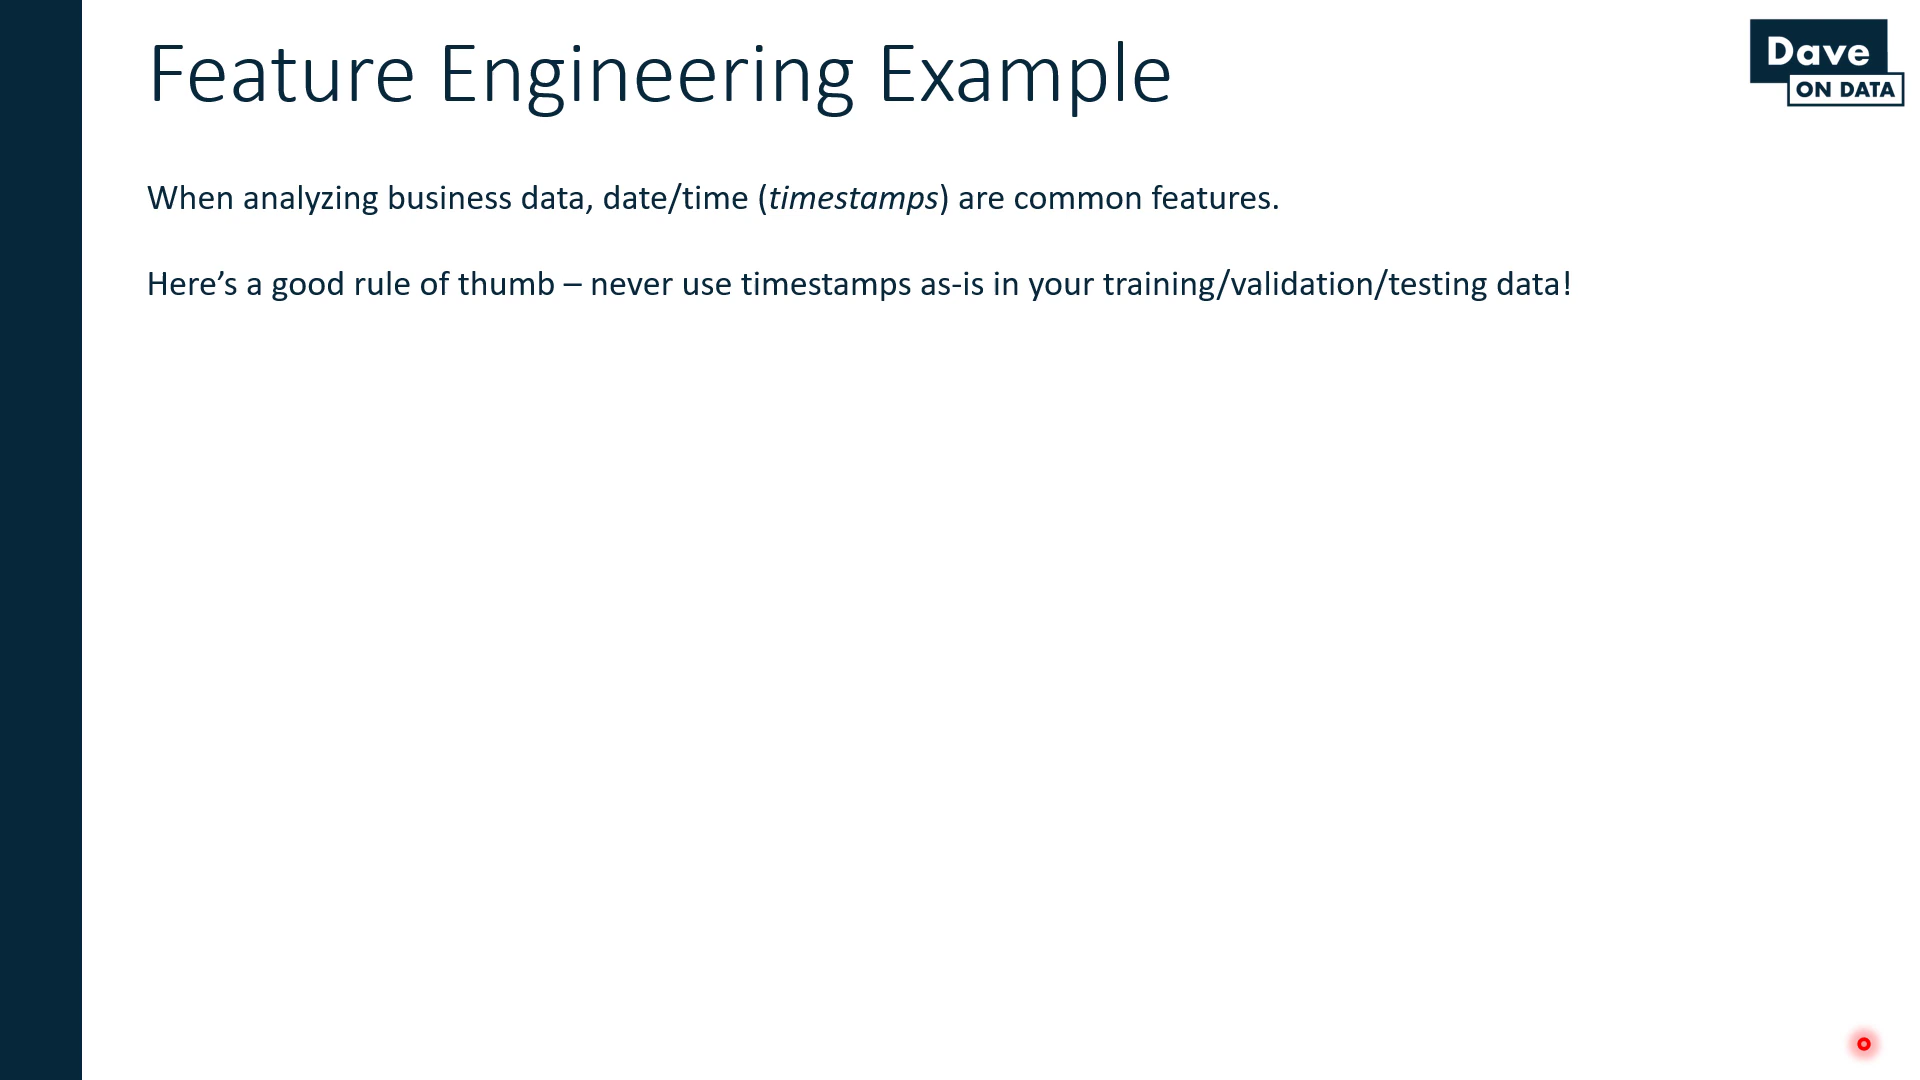 Feature Engineering Example
Dave
ON DATA
When analyzing business data, date/time (timestamps) are common features.
Here’s a good rule of thumb – never use timestamps as-is in your training/validation/testing data!